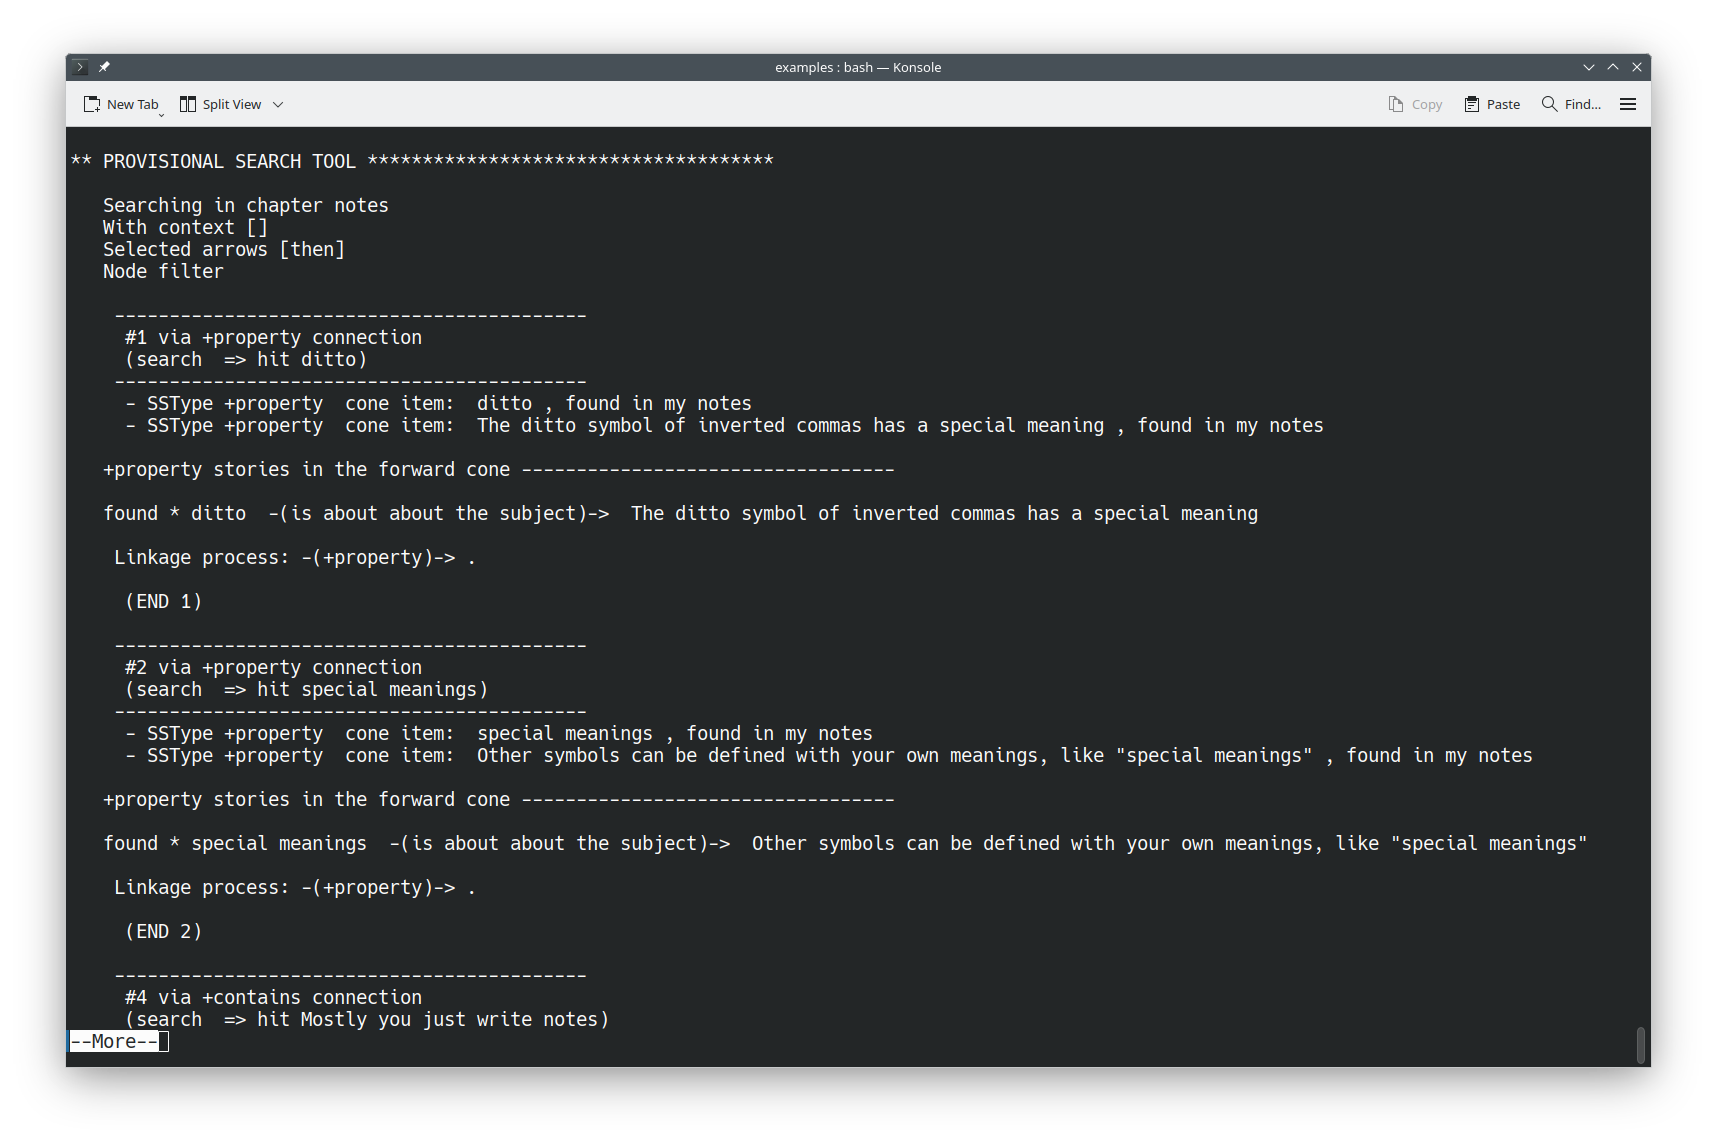 examples : bash — Konsole
New Tab Split View Copy Paste Find...
** PROVISIONAL SEARCH TOOL *************************************
Searching in chapter notes
With context []
Selected arrows [then]
Node filter
-------------------------------------------
#1 via +property connection
(search  => hit ditto)
-------------------------------------------
- SSType +property  cone item:  ditto , found in my notes
- SSType +property  cone item:  The ditto symbol of inverted commas has a special meaning , found in my notes
+property stories in the forward cone ----------------------------------
found * ditto  -(is about about the subject)->  The ditto symbol of inverted commas has a special meaning
Linkage process: -(+property)-> .
(END 1)
-------------------------------------------
#2 via +property connection
(search  => hit special meanings)
-------------------------------------------
- SSType +property  cone item:  special meanings , found in my notes
- SSType +property  cone item:  Other symbols can be defined with your own meanings, like "special meanings" , found in my notes
+property stories in the forward cone ----------------------------------
found * special meanings  -(is about about the subject)->  Other symbols can be defined with your own meanings, like "special meanings"
Linkage process: -(+property)-> .
(END 2)
-------------------------------------------
#4 via +contains connection
(search  => hit Mostly you just write notes)
--More--